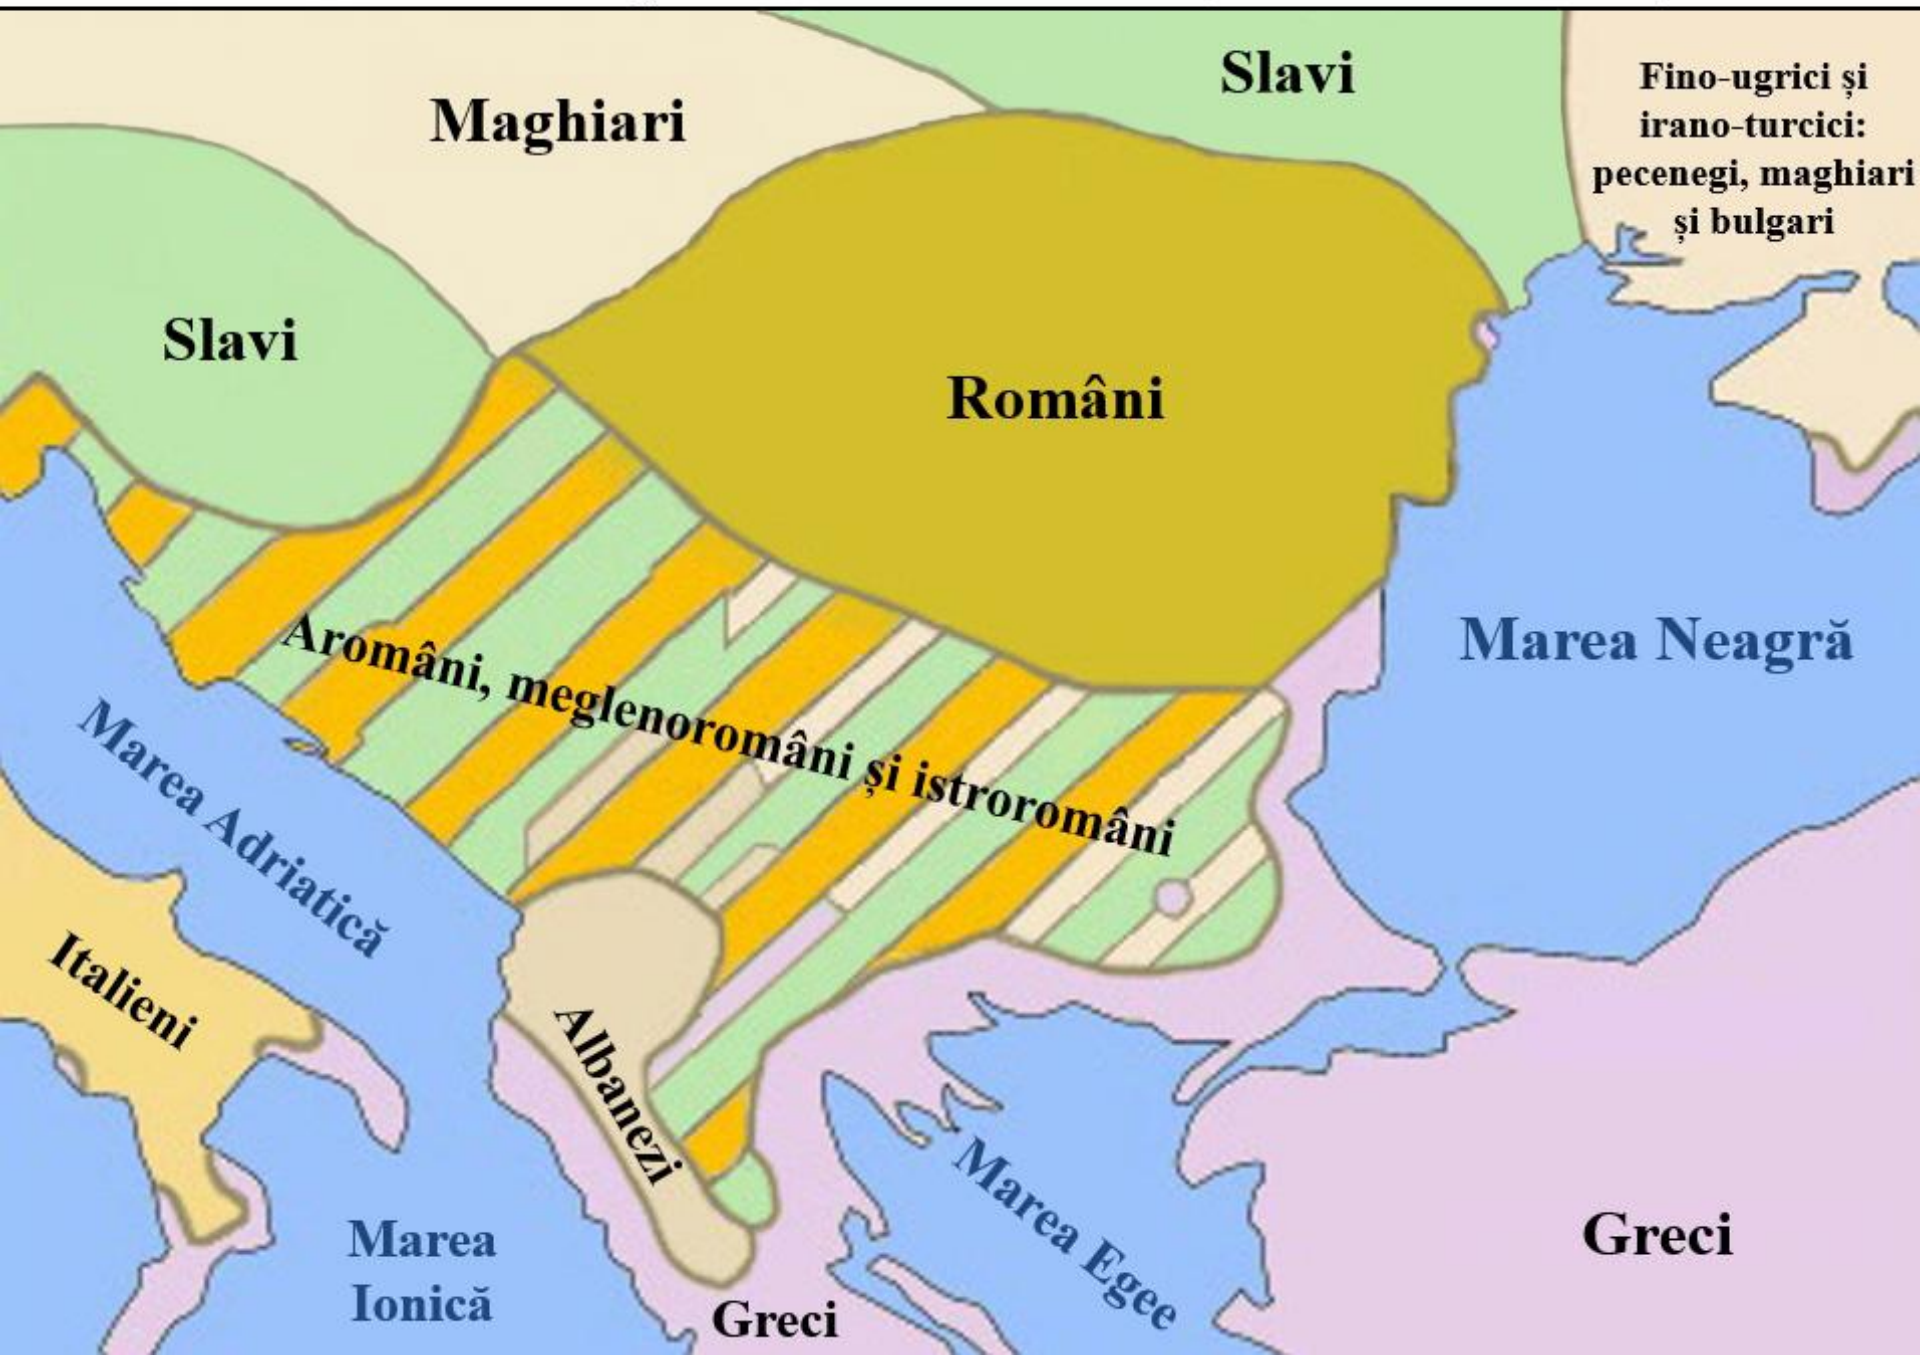 Slavi
Fino-ugrici și
irano-turcici:
pecenegi, maghiari
și bulgari
Maghiari
Slavi
Români
Marea Neagră
Aromâni, meglenoromâni și istroromâni
Marea Adriatică
Italieni
Albanezi
Marea Egee
Marea
Ionică
Greci
Greci